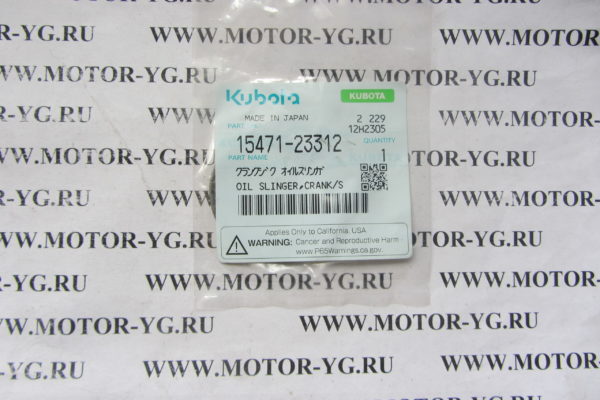 WWW.MOTOR-YG.RU WWW.MOTOR-YG.RU
WWW.MOTOR-YG.RU WWW.MOTOR-YG.RU
Kubota KUBOTA
MADE IN JAPAN 2 229
12H2305
PART QUANTITY
15471-23312 1
PART NAME
クランクジク オイルスリンガ
OIL SLINGER,CRANK/S
Applies Only to California, USA
WARNING: Cancer and Reproductive Harm -
www.P65Warnings.ca.gov.
WWW.MOTOR-YG.RU
WWW.MOTOR-YG.RU
WWW.MOTOR-YG.RU
WWW.MOTOR-YG.RU
WWW.MOTOR-YG.RU
WWW.MOTOR-YG.RU WWW.MOTOR-YG.RU
WWW.MOTOR-YG.RU WWW.MOTOR-YG.RU